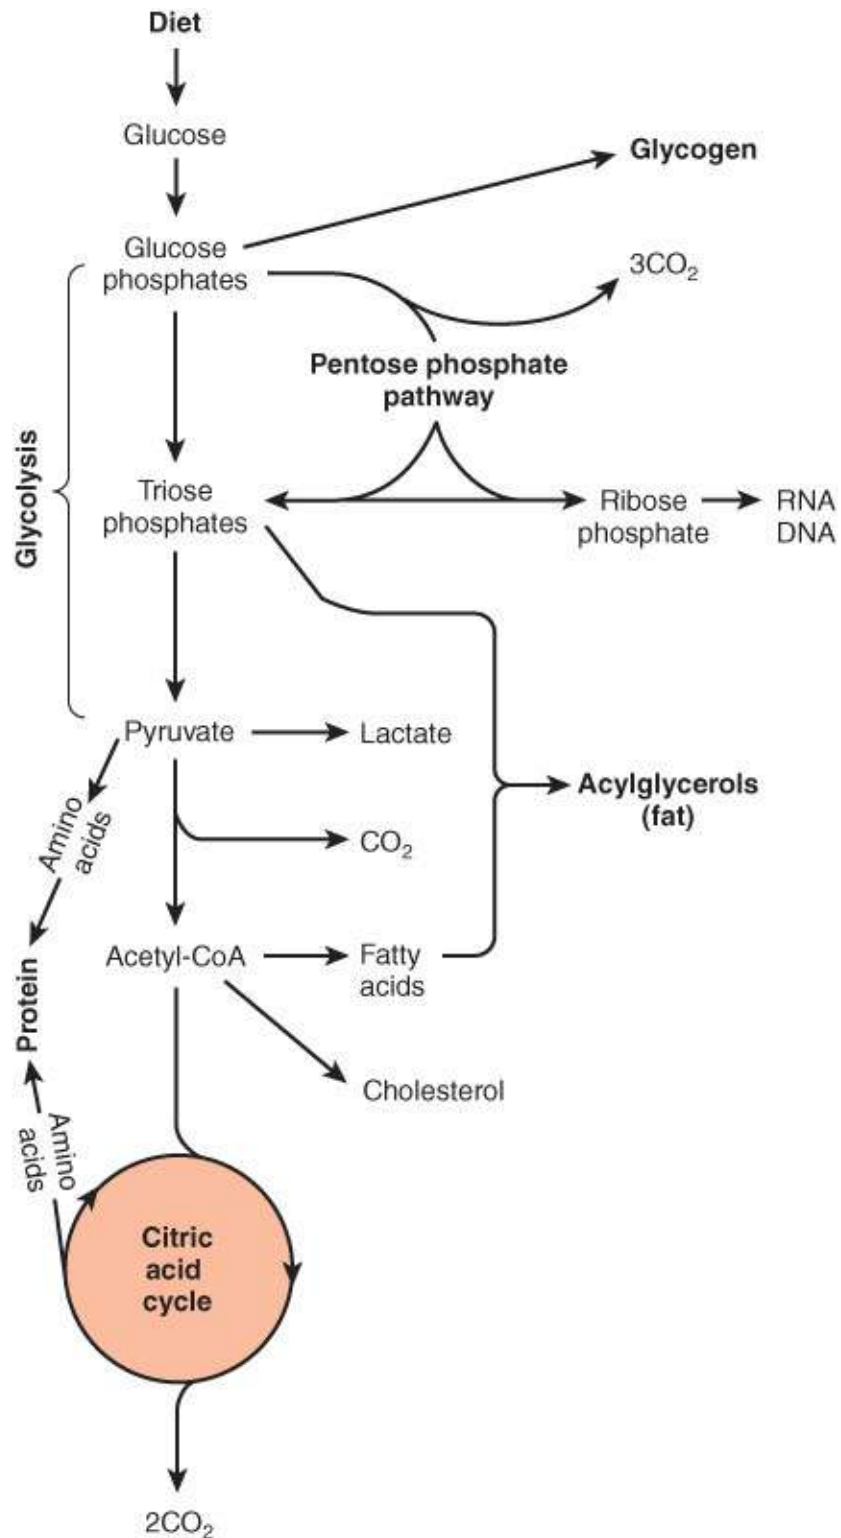 Diet
Glucose
Glycogen
Glucose
phosphates
3CO₂
Pentose phosphate
pathway
Glycolysis
Triose
phosphates
Ribose
phosphate
RNA
DNA
Pyruvate
Lactate
Acylglycerols
(fat)
Amino
acids
CO₂
Acetyl-CoA
Fatty
acids
Protein
Cholesterol
Amino
acids
Citric
acid
cycle
2CO₂